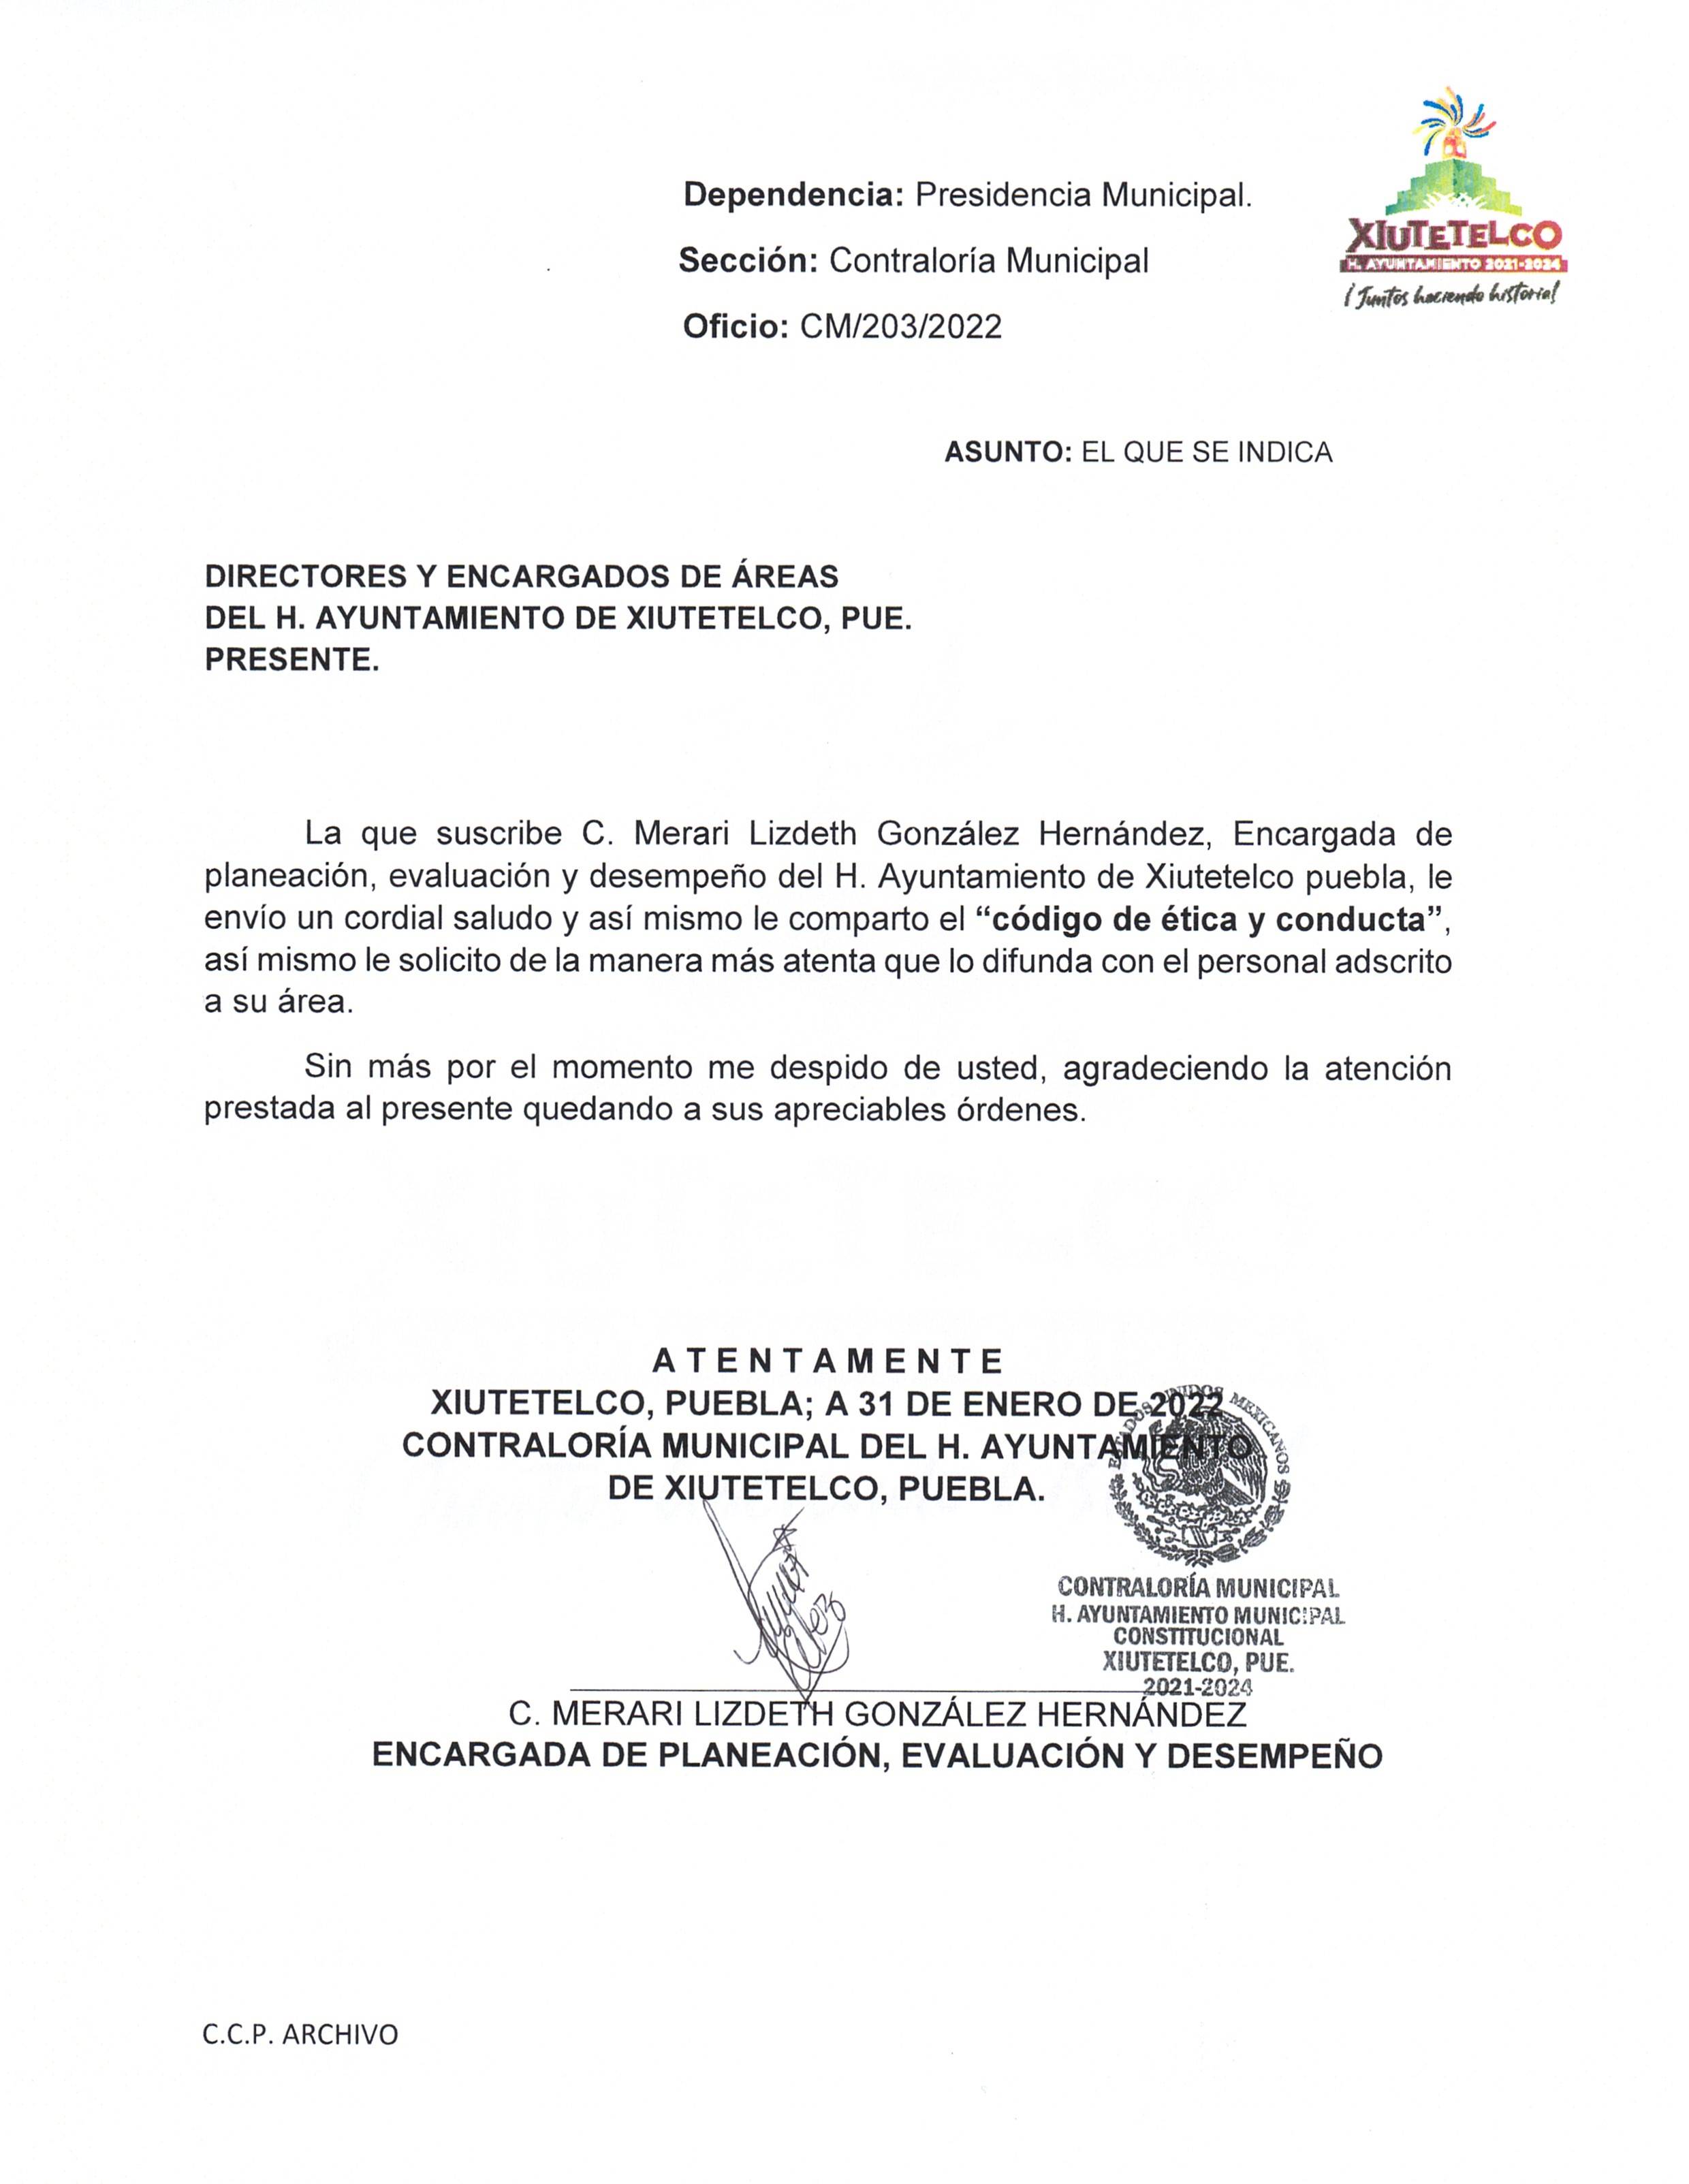 Dependencia: Presidencia Municipal.
Sección: Contraloría Municipal
Oficio: CM/203/2022
XIUTETELCO
H. AYUNTAMIENTO 2021-2024
¡Juntos haciendo historia!
ASUNTO: EL QUE SE INDICA
DIRECTORES Y ENCARGADOS DE ÁREAS
DEL H. AYUNTAMIENTO DE XIUTETELCO, PUE.
PRESENTE.
La que suscribe C. Merari Lizdeth González Hernández, Encargada de
planeación, evaluación y desempeño del H. Ayuntamiento de Xiutetelco puebla, le
envío un cordial saludo y así mismo le comparto el “código de ética y conducta”,
así mismo le solicito de la manera más atenta que lo difunda con el personal adscrito
a su área.
Sin más por el momento me despido de usted, agradeciendo la atención
prestada al presente quedando a sus apreciables órdenes.
A T E N T A M E N T E
XIUTETELCO, PUEBLA; A 31 DE ENERO DE 2022
CONTRALORÍA MUNICIPAL DEL H. AYUNTAMIENTO
DE XIUTETELCO, PUEBLA.
ESTADOS UNIDOS MEXICANOS
CONTRALORÍA MUNICIPAL
H. AYUNTAMIENTO MUNICIPAL
CONSTITUCIONAL
XIUTETELCO, PUE.
2021-2024
C. MERARI LIZDETH GONZÁLEZ HERNÁNDEZ
ENCARGADA DE PLANEACIÓN, EVALUACIÓN Y DESEMPEÑO
C.C.P. ARCHIVO